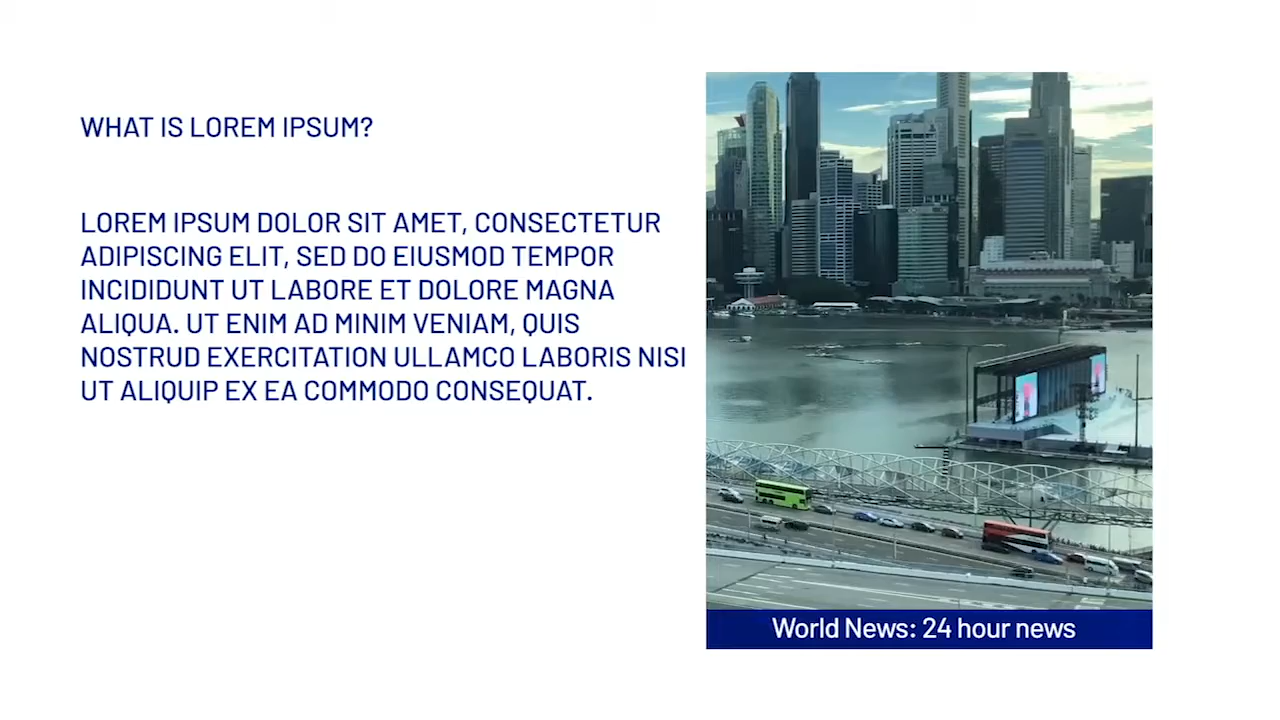 WHAT IS LOREM IPSUM?
LOREM IPSUM DOLOR SIT AMET, CONSECTETUR
ADIPISCING ELIT, SED DO EIUSMOD TEMPOR
INCIDIDUNT UT LABORE ET DOLORE MAGNA
ALIQUA. UT ENIM AD MINIM VENIAM, QUIS
NOSTRUD EXERCITATION ULLAMCO LABORIS NISI
UT ALIQUIP EX EA COMMODO CONSEQUAT.
World News: 24 hour news